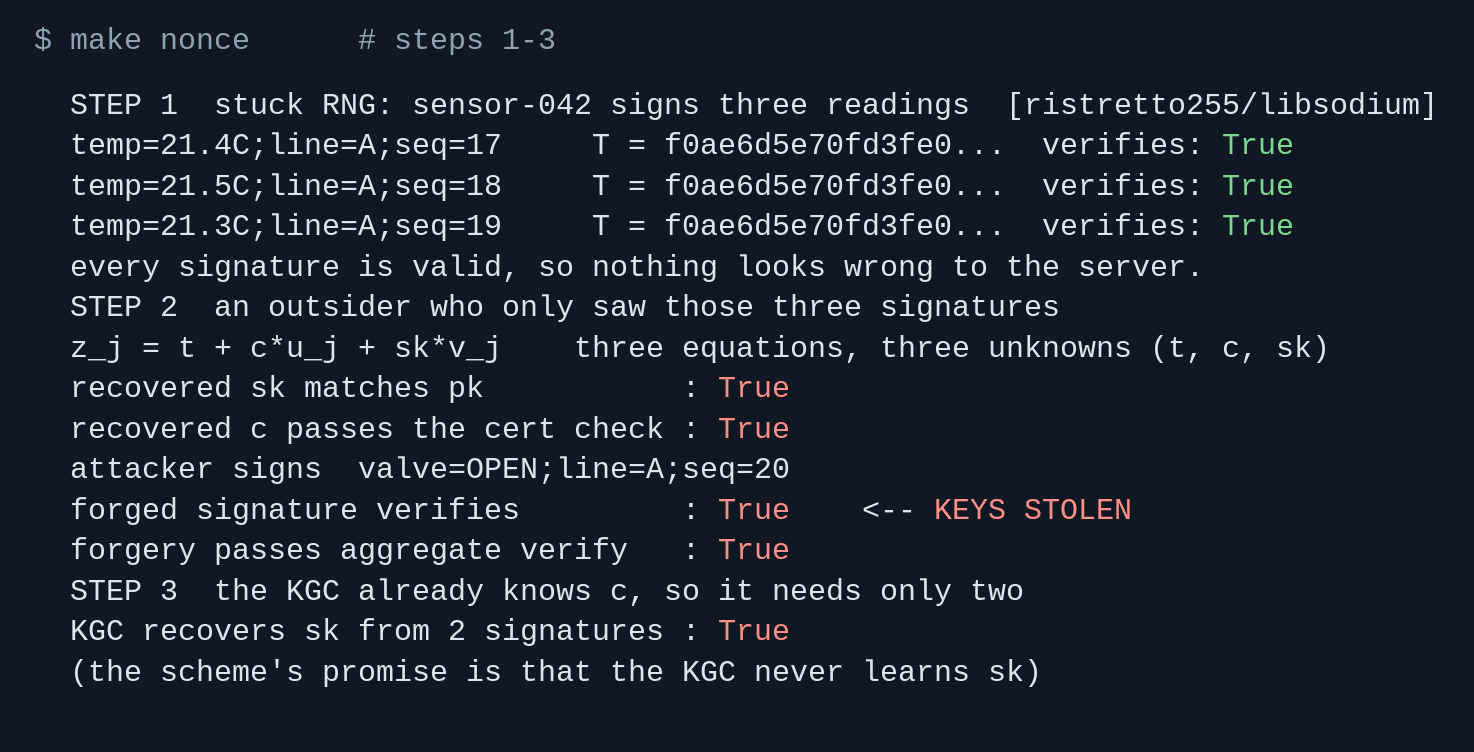 $ make nonce      # steps 1-3
STEP 1  stuck RNG: sensor-042 signs three readings  [ristretto255/libsodium]
temp=21.4C;line=A;seq=17     T = f0ae6d5e70fd3fe0...  verifies: True
temp=21.5C;line=A;seq=18     T = f0ae6d5e70fd3fe0...  verifies: True
temp=21.3C;line=A;seq=19     T = f0ae6d5e70fd3fe0...  verifies: True
every signature is valid, so nothing looks wrong to the server.
STEP 2  an outsider who only saw those three signatures
z_j = t + c*u_j + sk*v_j    three equations, three unknowns (t, c, sk)
recovered sk matches pk           : True
recovered c passes the cert check : True
attacker signs  valve=OPEN;line=A;seq=20
forged signature verifies         : True    <-- KEYS STOLEN
forgery passes aggregate verify   : True
STEP 3  the KGC already knows c, so it needs only two
KGC recovers sk from 2 signatures : True
(the scheme's promise is that the KGC never learns sk)